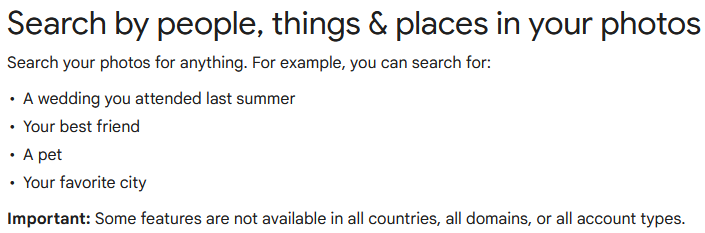 Search by people, things & places in your photos
Search your photos for anything. For example, you can search for:
• A wedding you attended last summer
• Your best friend
• A pet
• Your favorite city
Important: Some features are not available in all countries, all domains, or all account types.